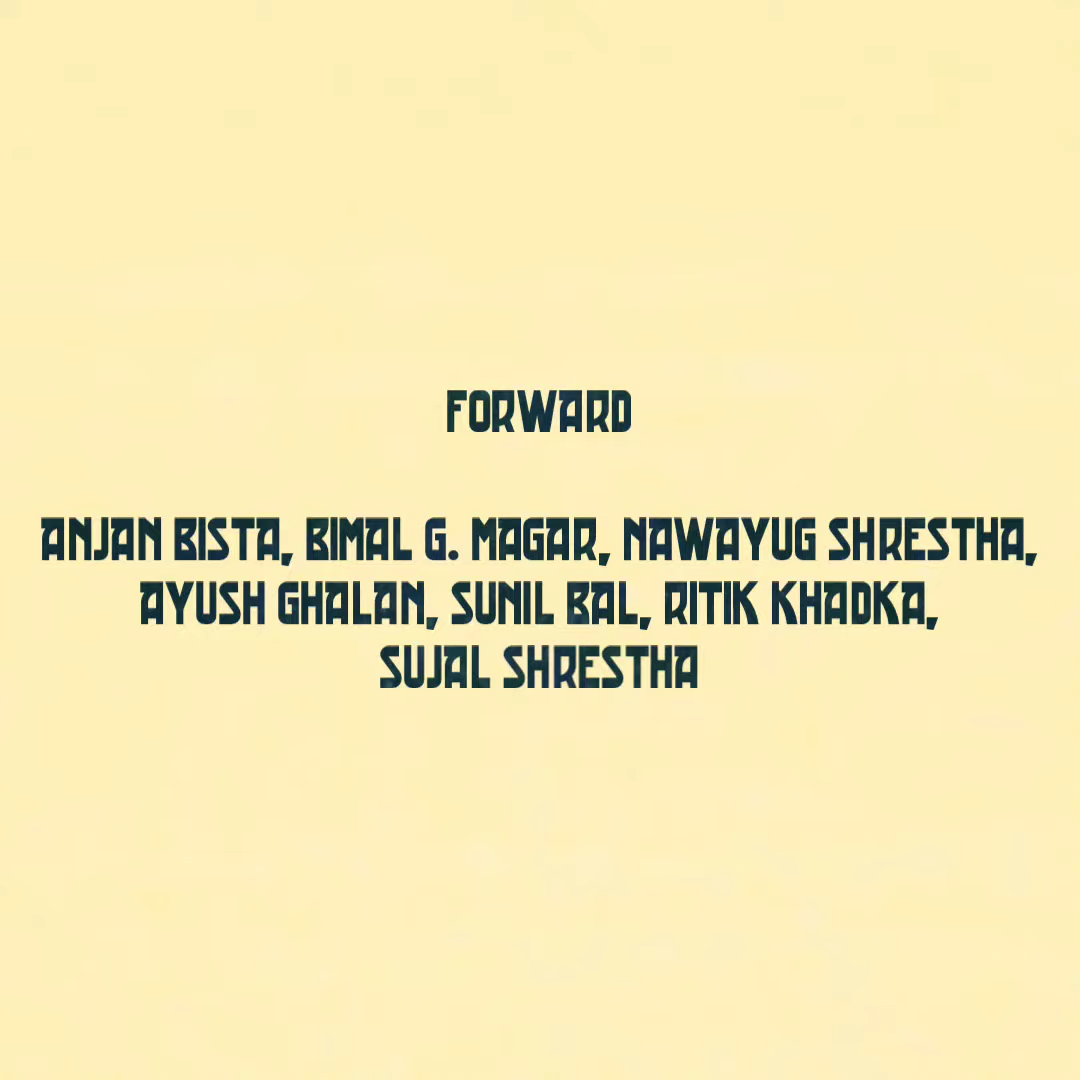 FORWARD
ANJAN BISTA, BIMAL G. MAGAR, NAWAYUG SHRESTHA,
AYUSH GHALAN, SUNIL BAL, RITIK KHADKA,
SUJAL SHRESTHA